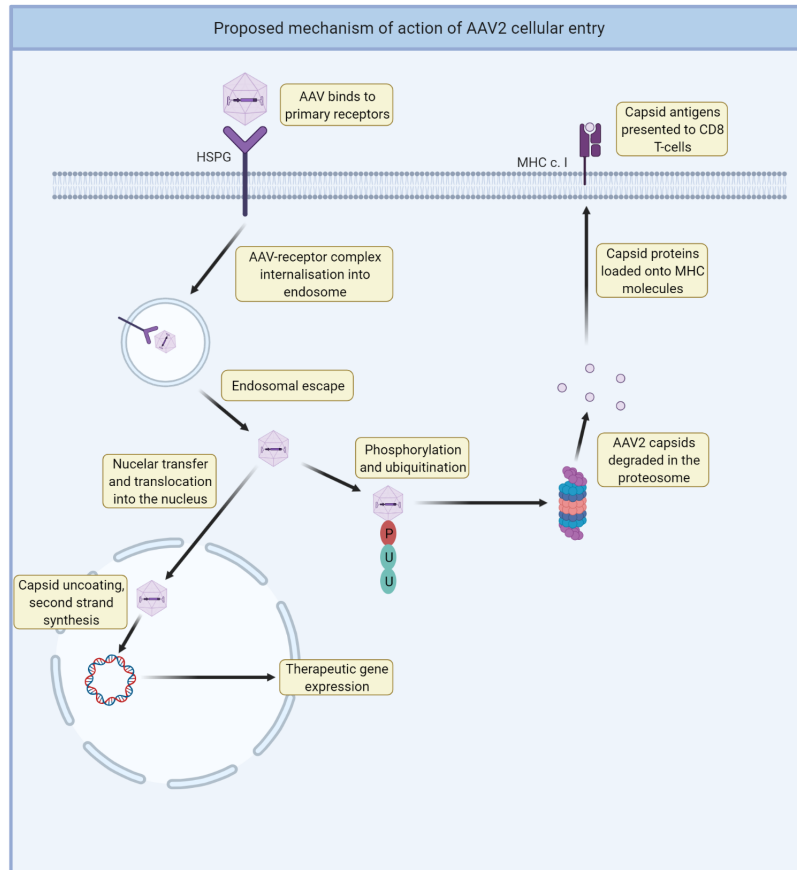 Proposed mechanism of action of AAV2 cellular entry
AAV binds to
primary receptors
HSPG
Capsid antigens
presented to CD8
T-cells
MHC c. I
AAV-receptor complex
internalisation into
endosome
Capsid proteins
loaded onto MHC
molecules
Endosomal escape
Phosphorylation
and ubiquitination
AAV2 capsids
degraded in the
proteosome
Nucelar transfer
and translocation
into the nucleus
P
U
U
Capsid uncoating,
second strand
synthesis
Therapeutic gene
expression